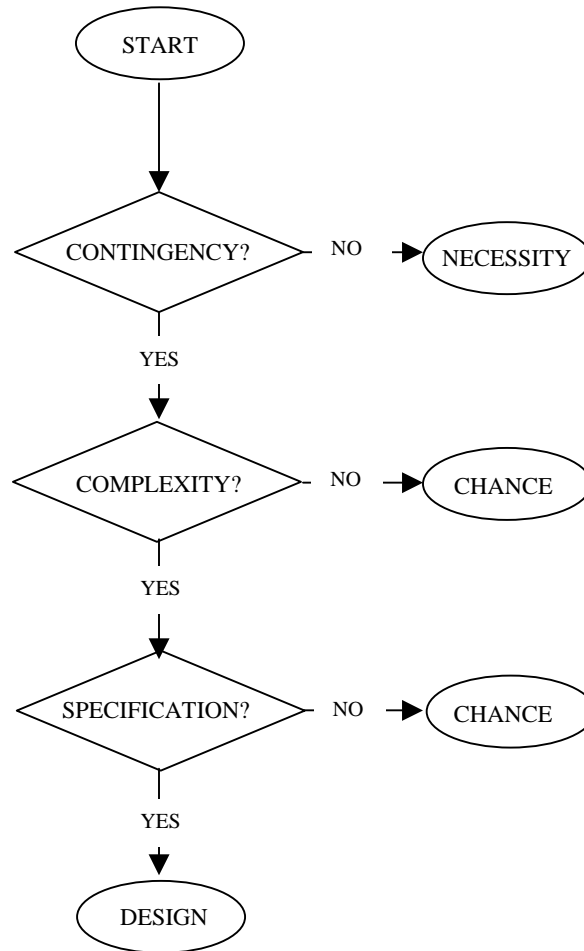 START
CONTINGENCY?
NO
NECESSITY
YES
COMPLEXITY?
NO
CHANCE
YES
SPECIFICATION?
NO
CHANCE
YES
DESIGN